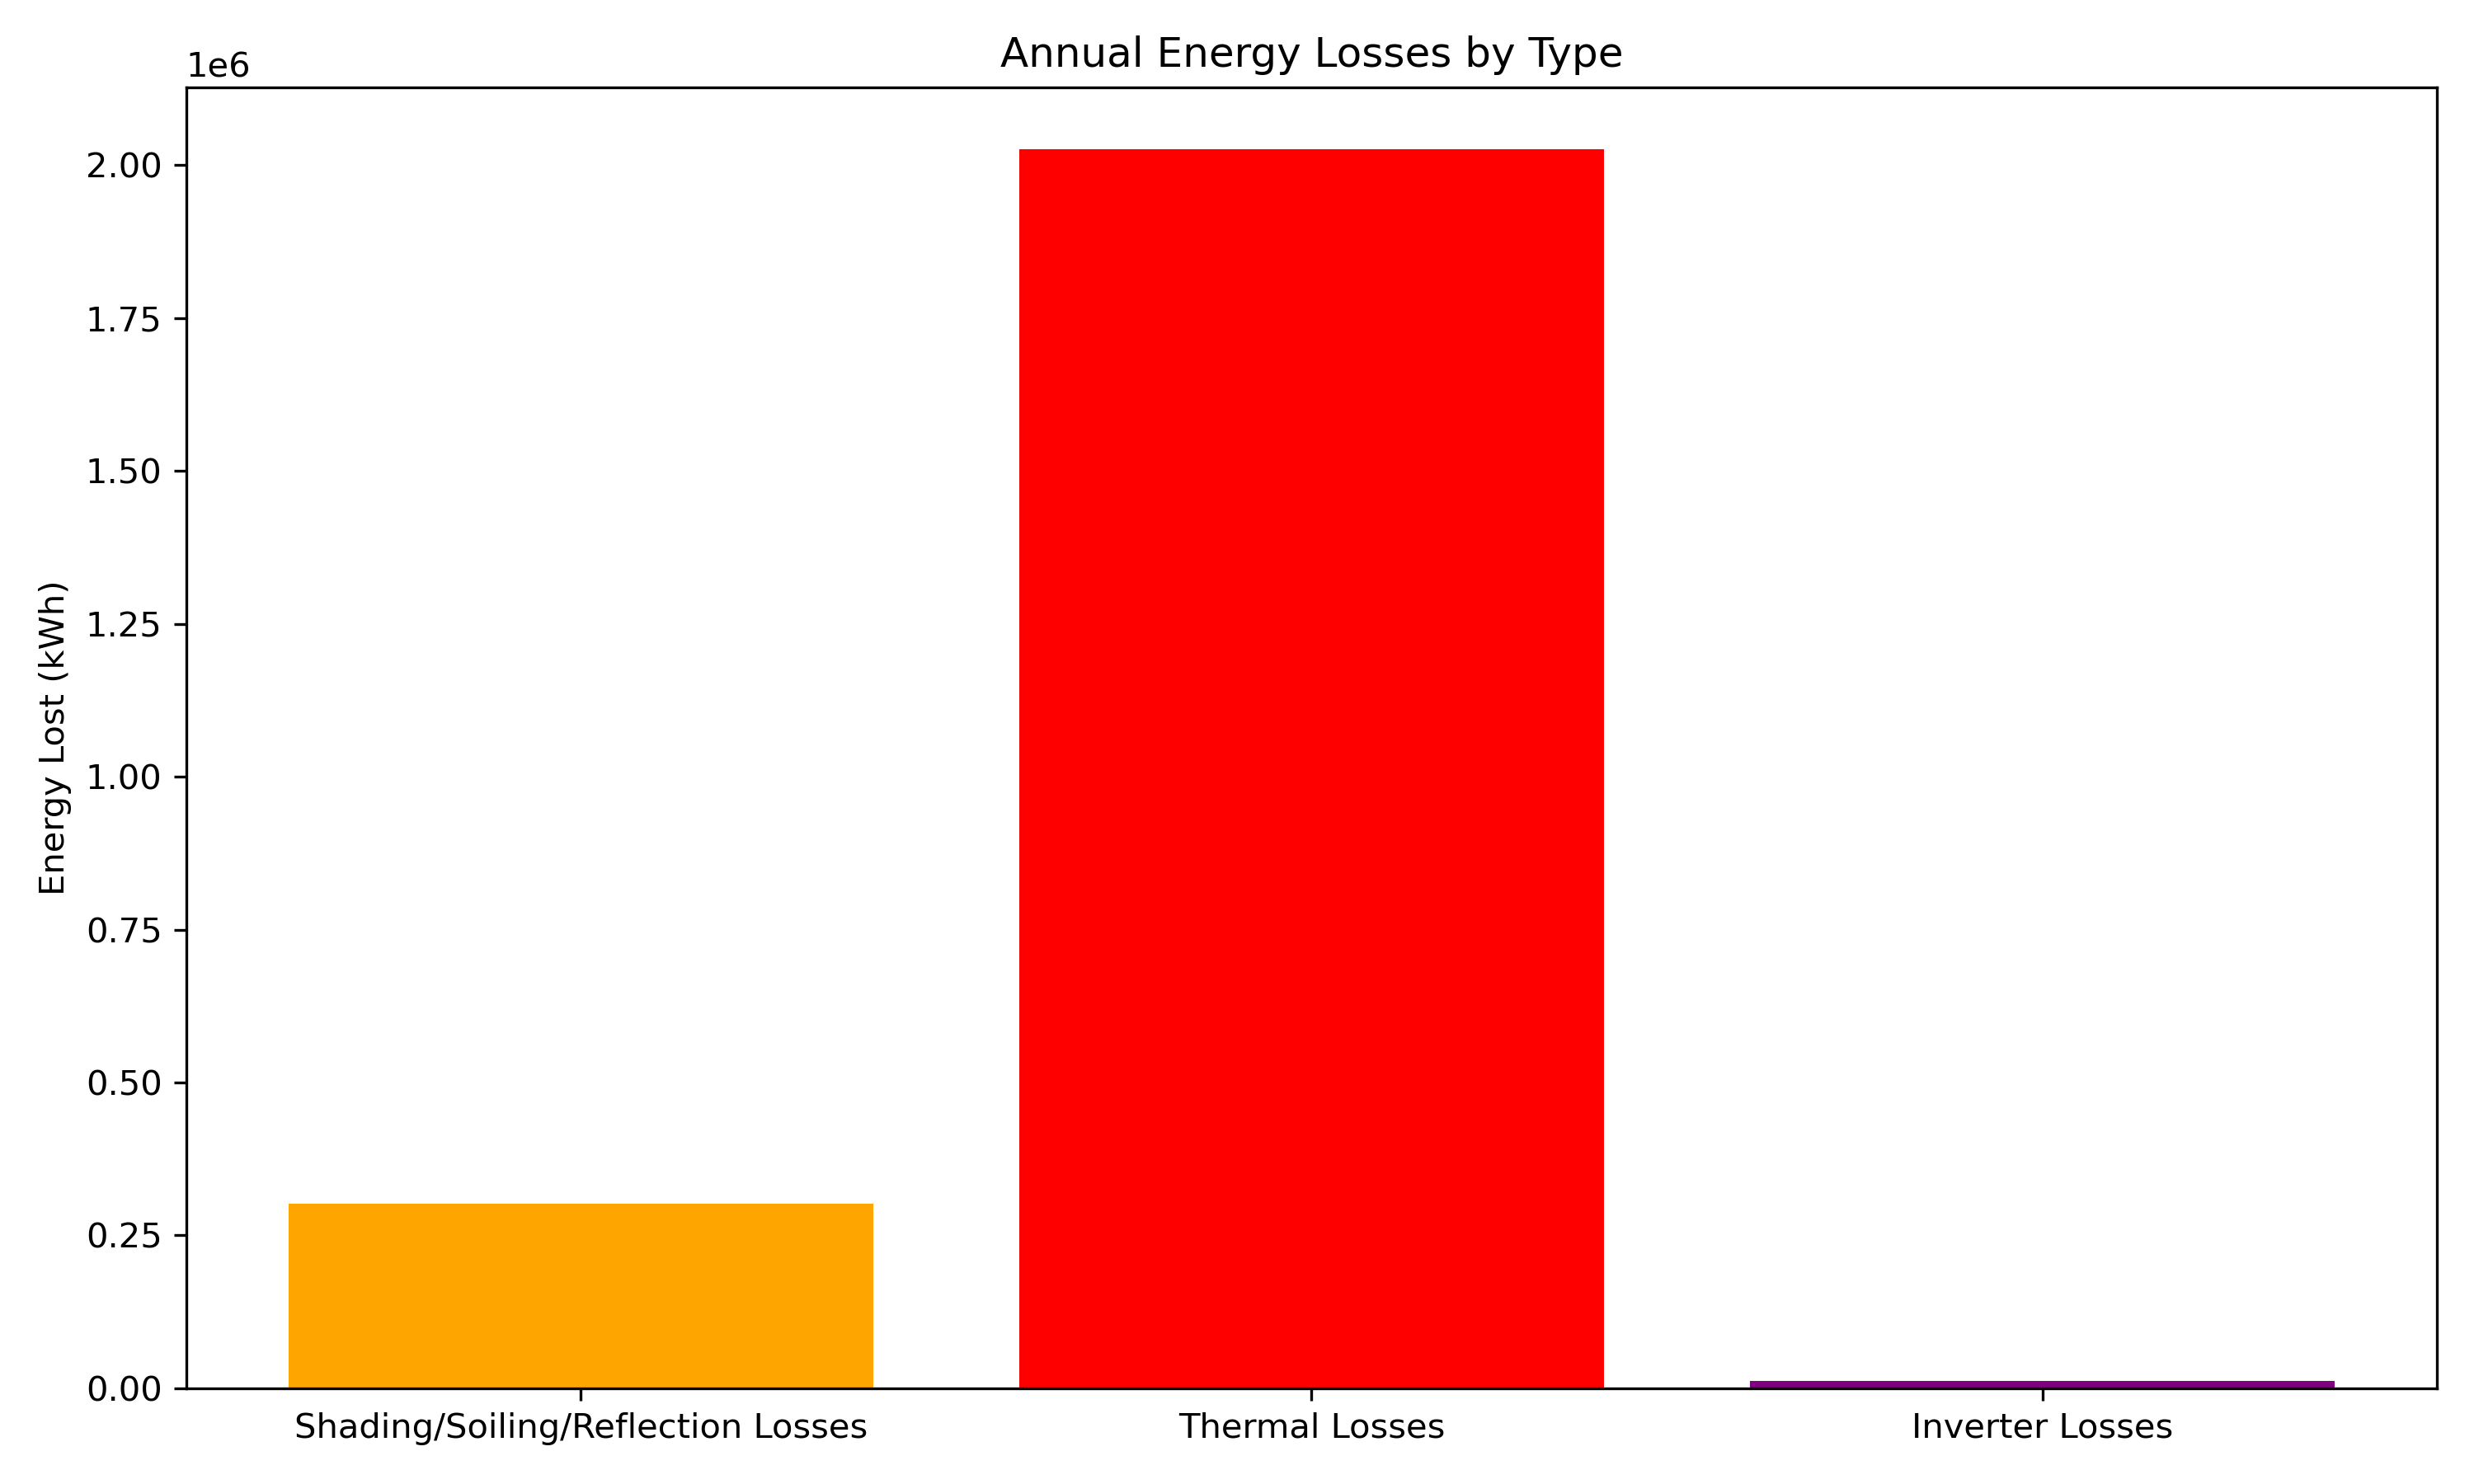 Annual Energy Losses by Type
1e6
2.00
1.75
1.50
1.25
1.00
0.75
0.50
0.25
0.00
Energy Lost (kWh)
Shading/Soiling/Reflection Losses
Thermal Losses
Inverter Losses